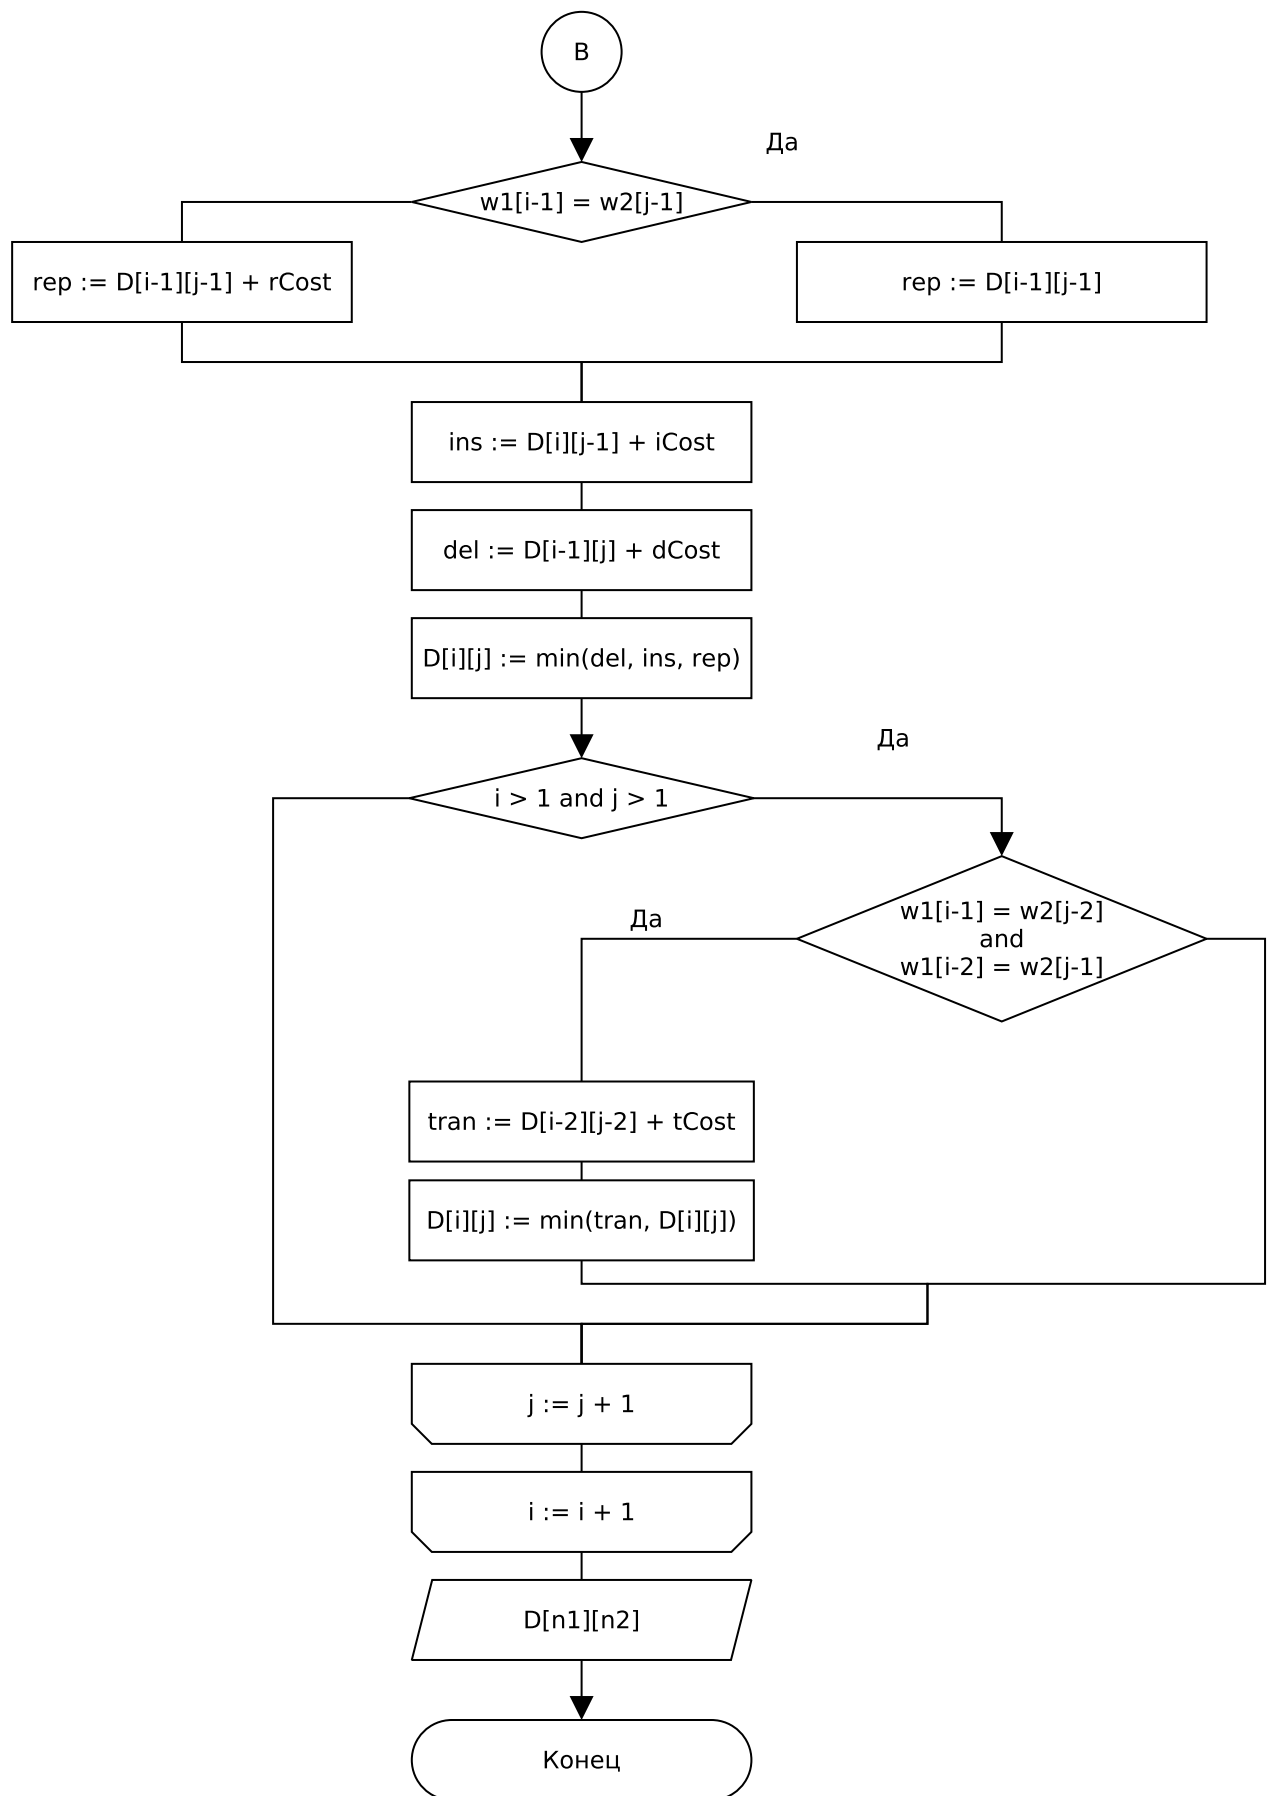 B
Да
w1[i-1] = w2[j-1]
rep := D[i-1][j-1] + rCost
rep := D[i-1][j-1]
ins := D[i][j-1] + iCost
del := D[i-1][j] + dCost
D[i][j] := min(del, ins, rep)
Да
i > 1 and j > 1
w1[i-1] = w2[j-2]
and
w1[i-2] = w2[j-1]
Да
tran := D[i-2][j-2] + tCost
D[i][j] := min(tran, D[i][j])
j := j + 1
i := i + 1
D[n1][n2]
Конец